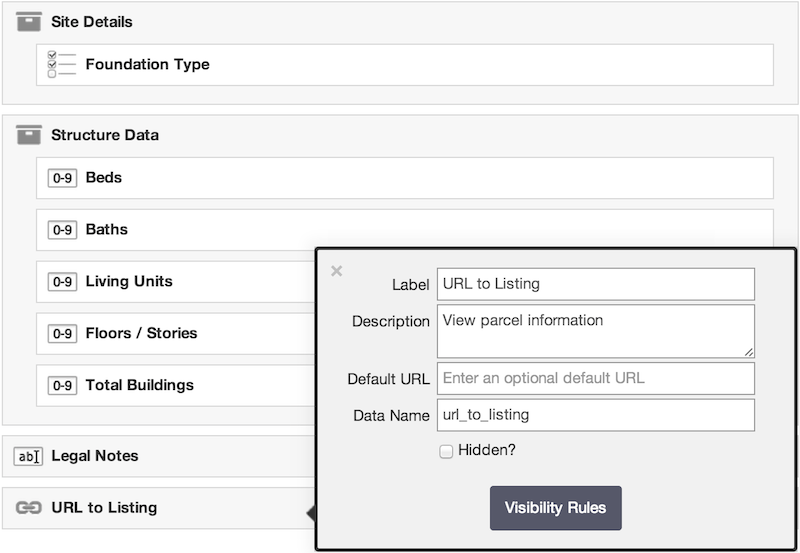 Site Details
Foundation Type
Structure Data
0-9 Beds
0-9 Baths
0-9 Living Units
0-9 Floors / Stories
0-9 Total Buildings
abI Legal Notes
URL to Listing
×
Label URL to Listing
Description View parcel information
Default URL Enter an optional default URL
Data Name url_to_listing
Hidden?
Visibility Rules